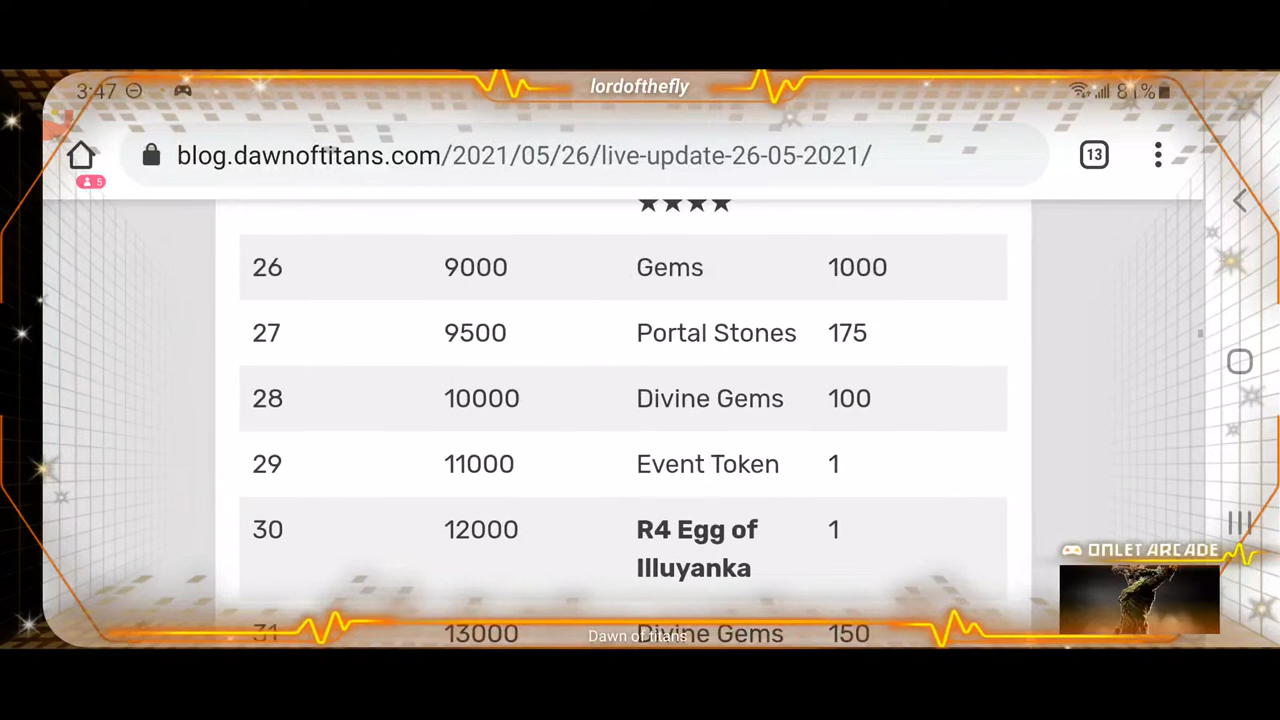 lordofthefly
3:47
81%
blog.dawnoftitans.com/2021/05/26/live-update-26-05-2021/
13
5
★★★★
26 9000 Gems 1000
27 9500 Portal Stones 175
28 10000 Divine Gems 100
29 11000 Event Token 1
30 12000 R4 Egg of 1
Illuyanka
OMLET ARCADE
31 13000 Divine Gems 150
Dawn of titans